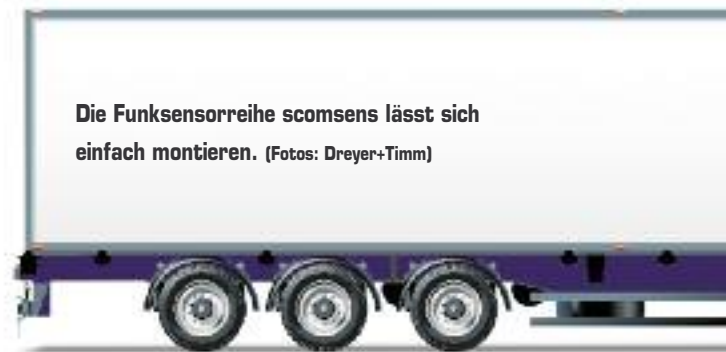 Die Funksensorreihe scomsens lässt sich
einfach montieren. (Fotos: Dreyer+Timm)